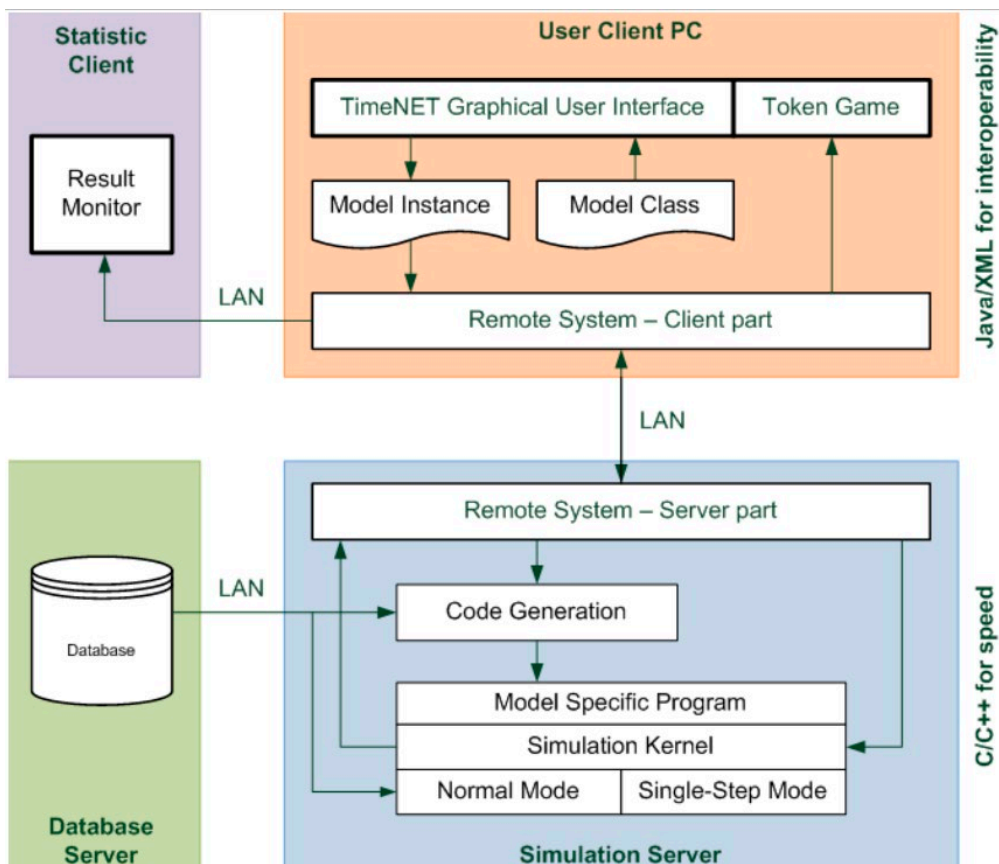 Statistic
Client
User Client PC
Java/XML for interoperability
TimeNET Graphical User Interface
Token Game
Result
Monitor
Model Instance
Model Class
LAN
Remote System – Client part
LAN
Remote System – Server part
LAN
Code Generation
Database
Model Specific Program
Simulation Kernel
Normal Mode
Single-Step Mode
C/C++ for speed
Database
Server
Simulation Server